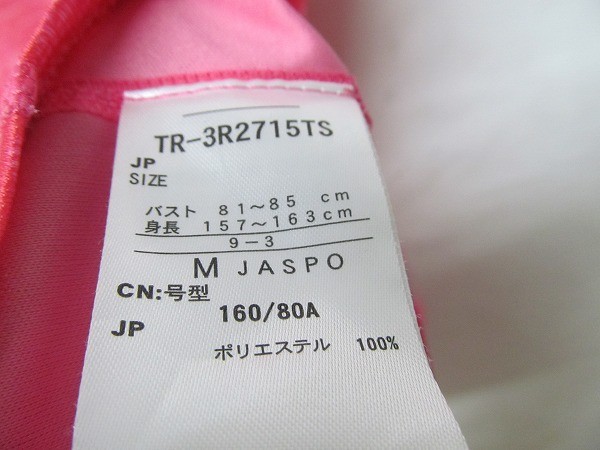 TR-3R2715TS
JP
SIZE
バスト 81〜85 cm
身長 157〜163cm
9-3
M JASPO
CN:号型 160/80A
JP
ポリエステル 100%